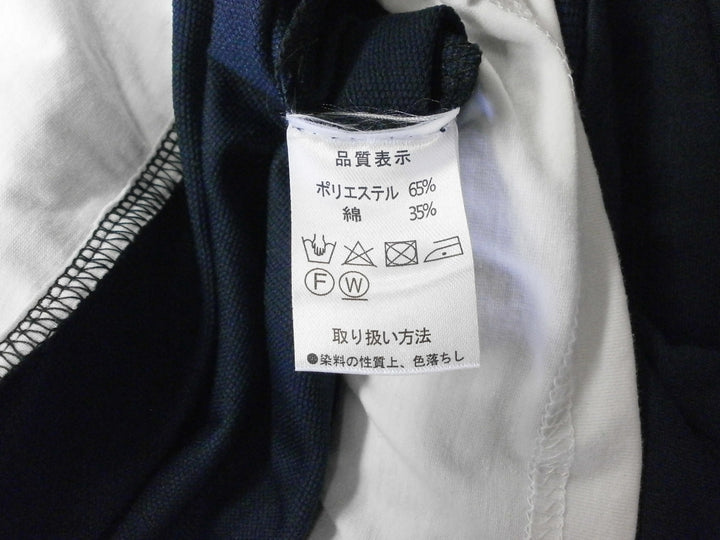 品質表示
ポリエステル 65%
綿 35%
F W
取り扱い方法
●染料の性質上、色落ちし